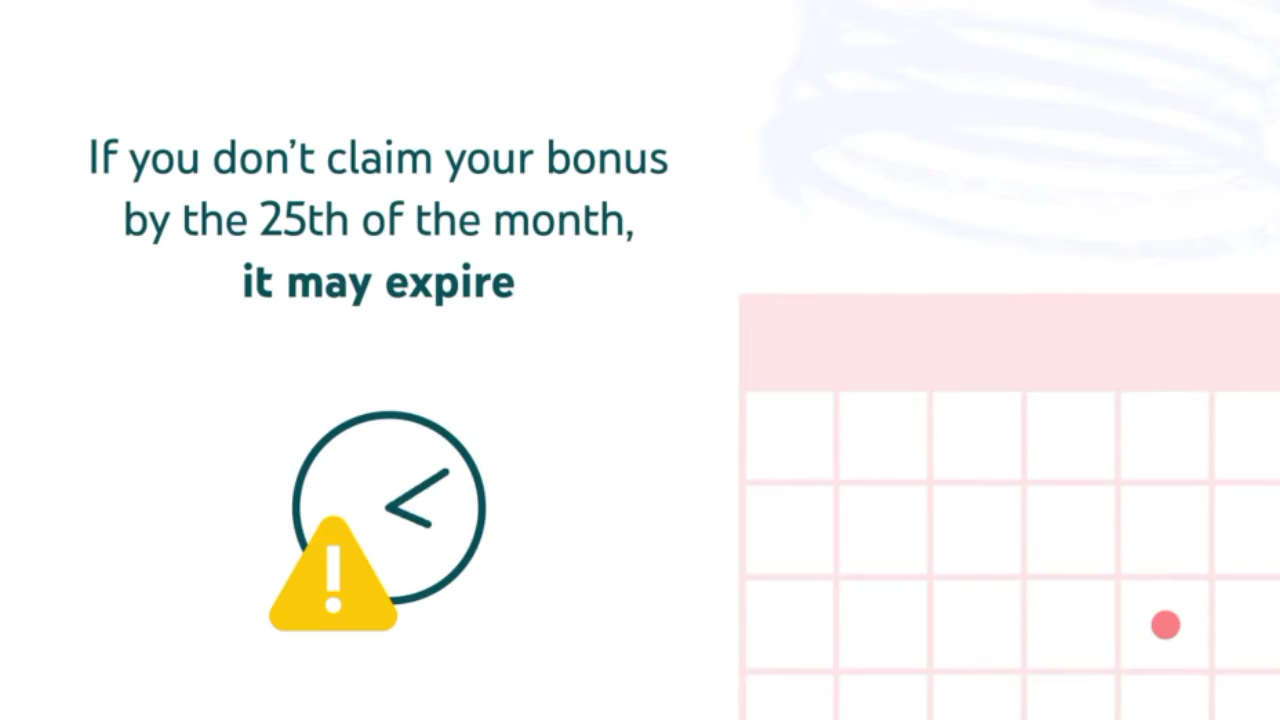 If you don’t claim your bonus
by the 25th of the month,
it may expire